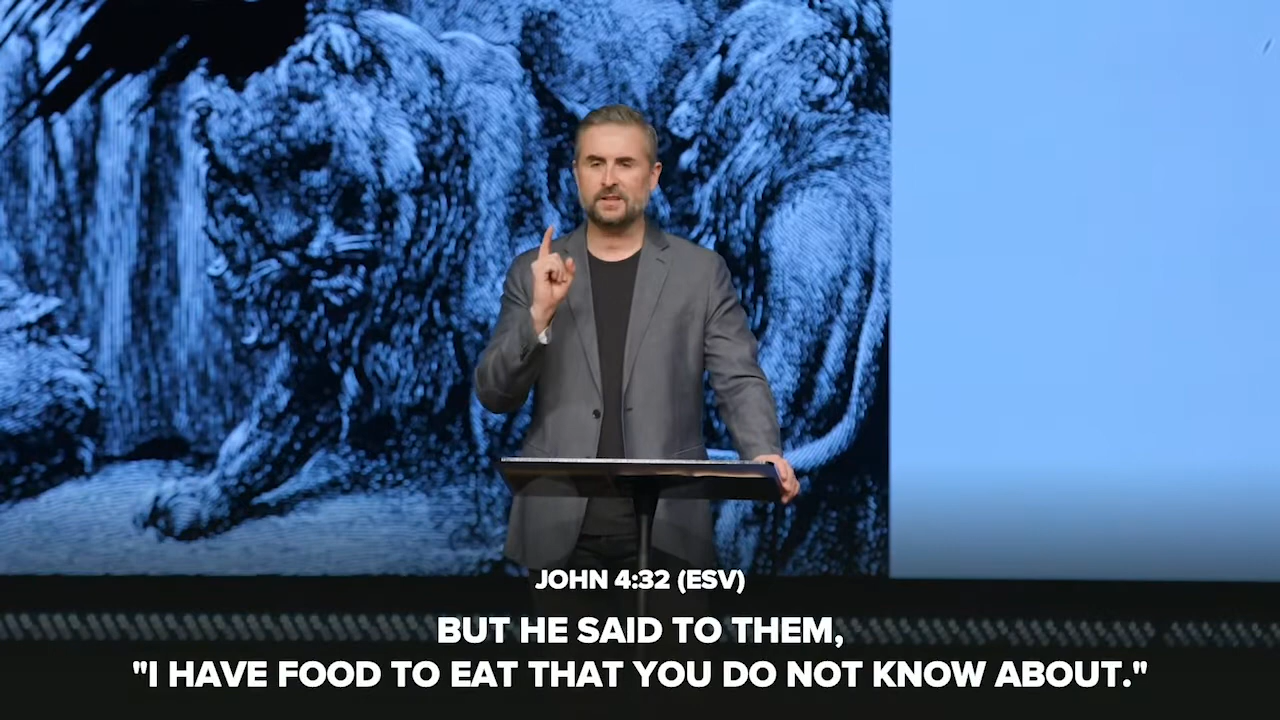 JOHN 4:32 (ESV)
BUT HE SAID TO THEM,
"I HAVE FOOD TO EAT THAT YOU DO NOT KNOW ABOUT."